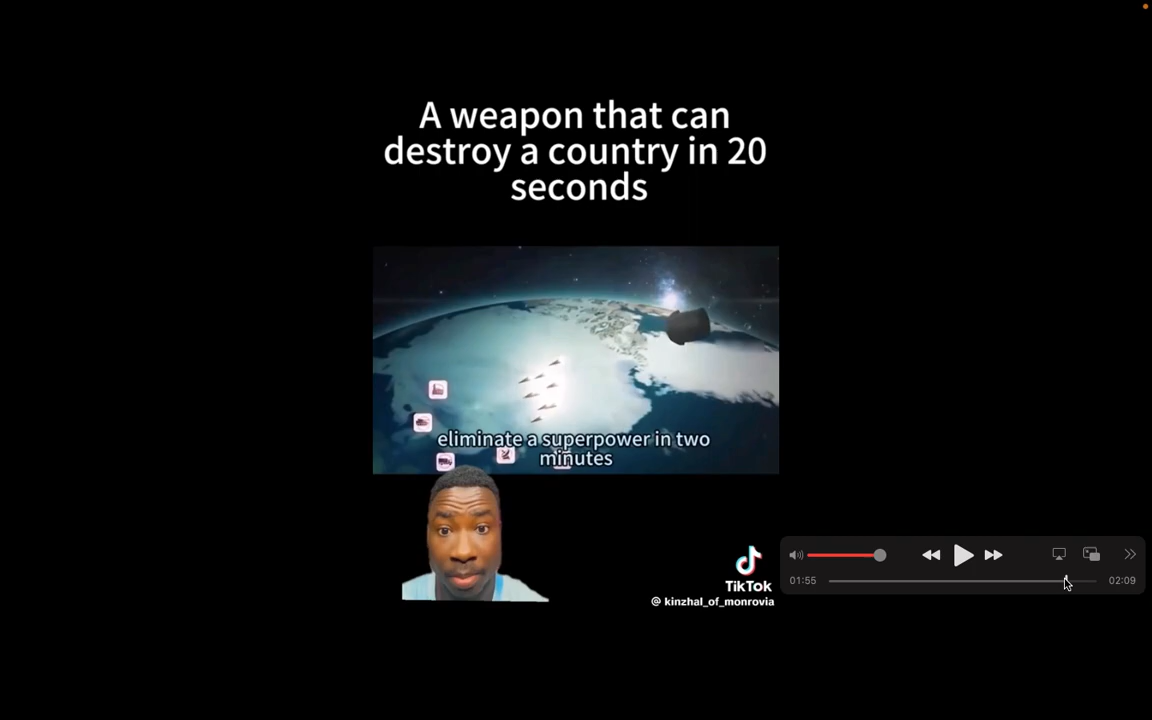 A weapon that can
destroy a country in 20
seconds
eliminate a superpower in two
minutes
TikTok
@ kinzhal_of_monrovia
01:55
02:09